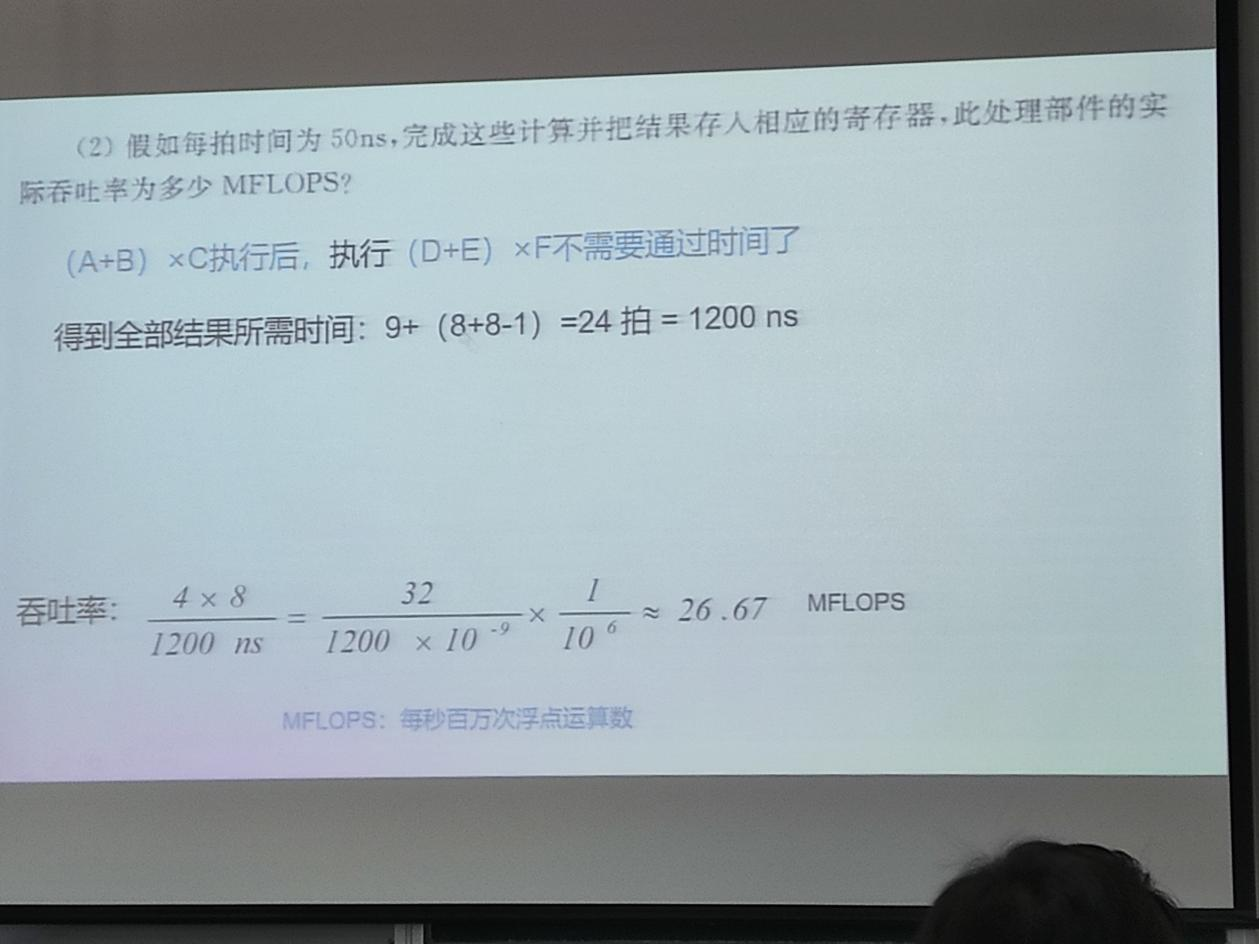 （2）假如每拍时间为 50ns，完成这些计算并把结果存人相应的寄存器，此处理部件的实
际吞吐率为多少 MFLOPS？
（A+B）×C执行后，执行（D+E）×F不需要通过时间了
得到全部结果所需时间：9+（8+8-1）=24 拍 = 1200 ns
吞吐率： 4 × 8 / 1200 ns = 32 / 1200 × 10⁻⁹ × 1 / 10⁶ ≈ 26.67 MFLOPS
MFLOPS：每秒百万次浮点运算数